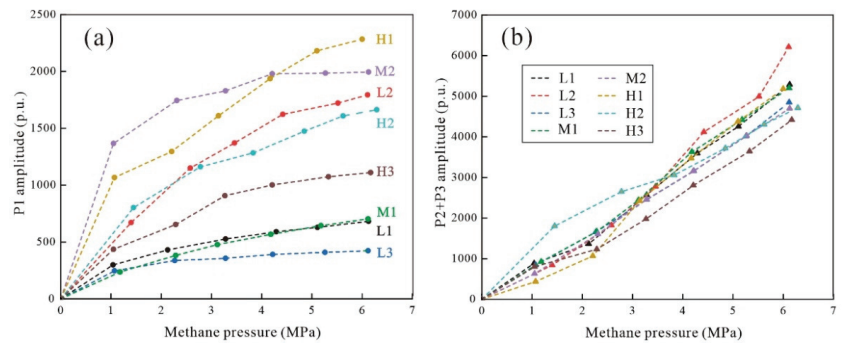 (a)
P1 amplitude (p.u.)
2500
2000
1500
1000
500
0
0 1 2 3 4 5 6 7
Methane pressure (MPa)
H1
M2
L2
H2
H3
M1
L1
L3
(b)
P2+P3 amplitude (p.u.)
7000
6000
5000
4000
3000
2000
1000
0
0 1 2 3 4 5 6 7
Methane pressure (MPa)
L1 M2
L2 H1
L3 H2
M1 H3